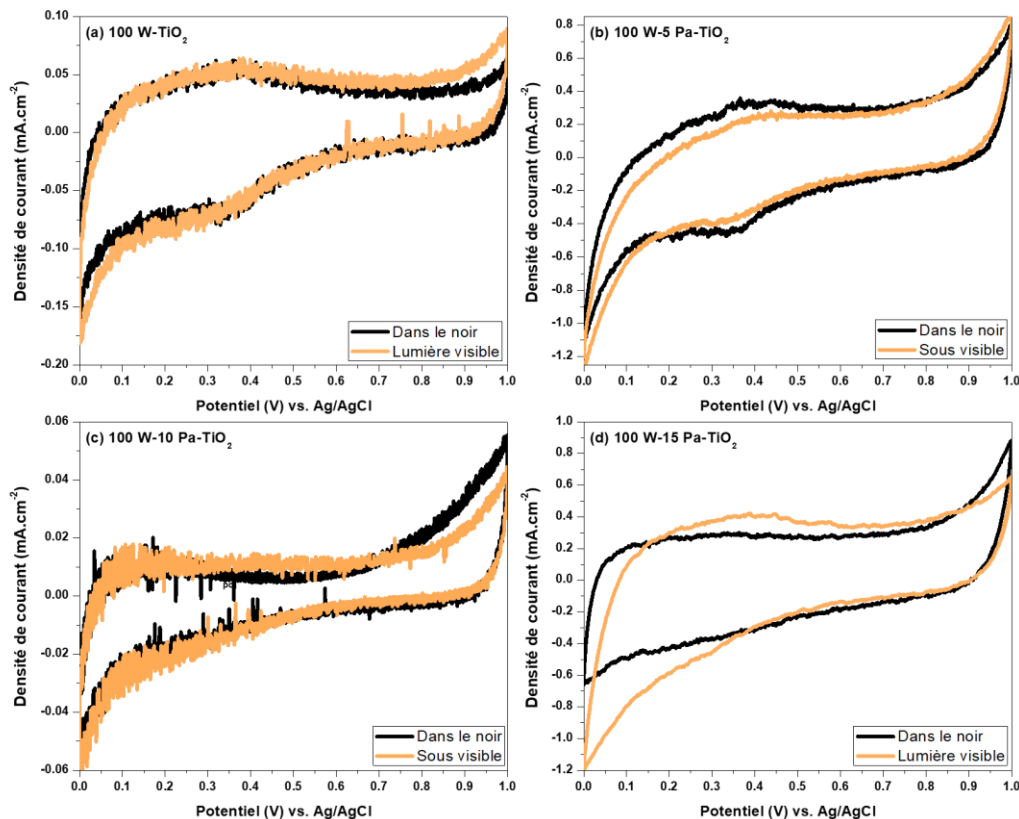 (a) 100 W-TiO₂
Densité de courant (mA.cm⁻²)
0.10
0.05
0.00
-0.05
-0.10
-0.15
-0.20
Dans le noir
Lumière visible
0.0 0.1 0.2 0.3 0.4 0.5 0.6 0.7 0.8 0.9 1.0
Potentiel (V) vs. Ag/AgCl
(b) 100 W-5 Pa-TiO₂
Densité de courant (mA.cm⁻²)
0.8
0.6
0.4
0.2
0.0
-0.2
-0.4
-0.6
-0.8
-1.0
-1.2
Dans le noir
Sous visible
0.0 0.1 0.2 0.3 0.4 0.5 0.6 0.7 0.8 0.9 1.0
Potentiel (V) vs. Ag/AgCl
(c) 100 W-10 Pa-TiO₂
Densité de courant (mA.cm⁻²)
0.06
0.04
0.02
0.00
-0.02
-0.04
-0.06
Dans le noir
Sous visible
0.0 0.1 0.2 0.3 0.4 0.5 0.6 0.7 0.8 0.9 1.0
Potentiel (V) vs. Ag/AgCl
(d) 100 W-15 Pa-TiO₂
Densité de courant (mA.cm⁻²)
1.0
0.8
0.6
0.4
0.2
0.0
-0.2
-0.4
-0.6
-0.8
-1.0
-1.2
Dans le noir
Lumière visible
0.0 0.1 0.2 0.3 0.4 0.5 0.6 0.7 0.8 0.9 1.0
Potentiel (V) vs. Ag/AgCl